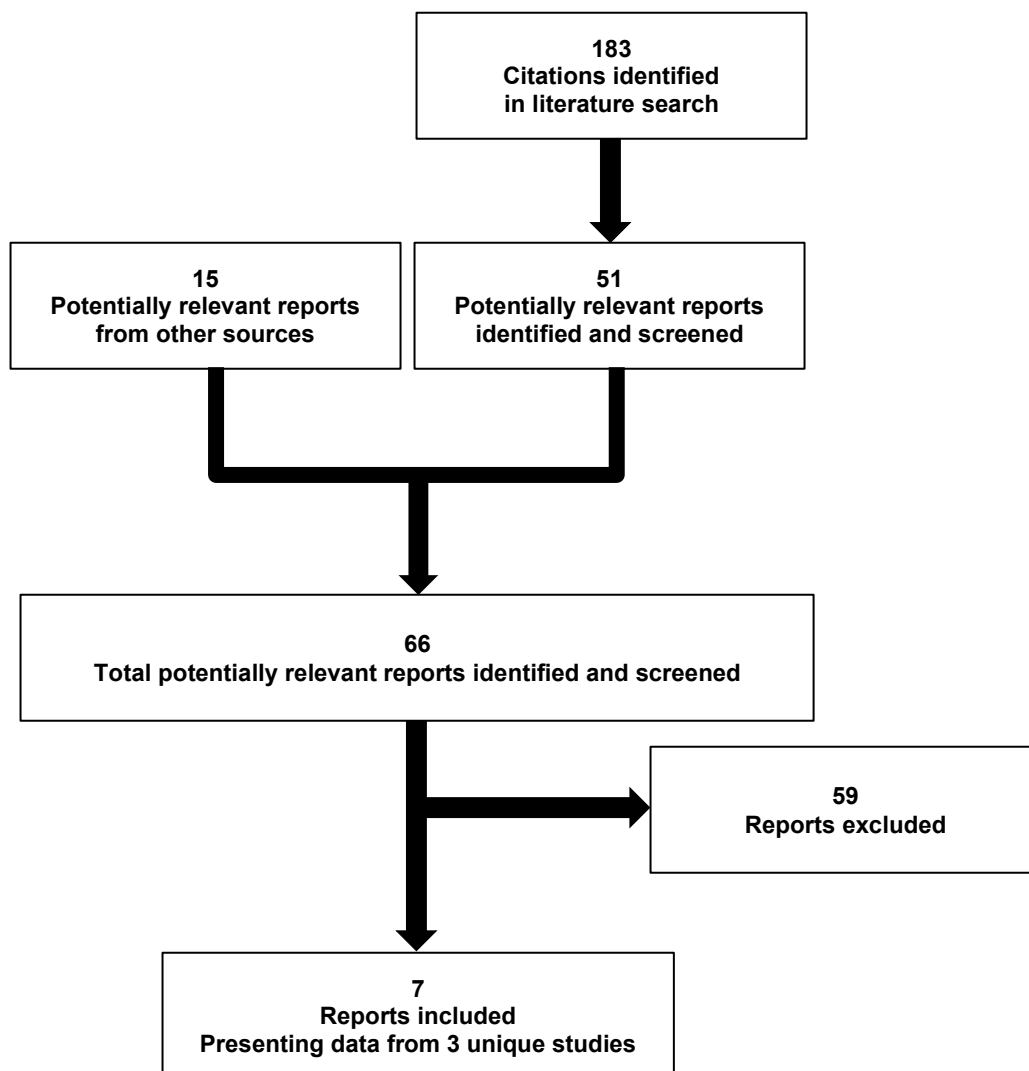 183
Citations identified
in literature search
15
Potentially relevant reports
from other sources
51
Potentially relevant reports
identified and screened
66
Total potentially relevant reports identified and screened
59
Reports excluded
7
Reports included
Presenting data from 3 unique studies